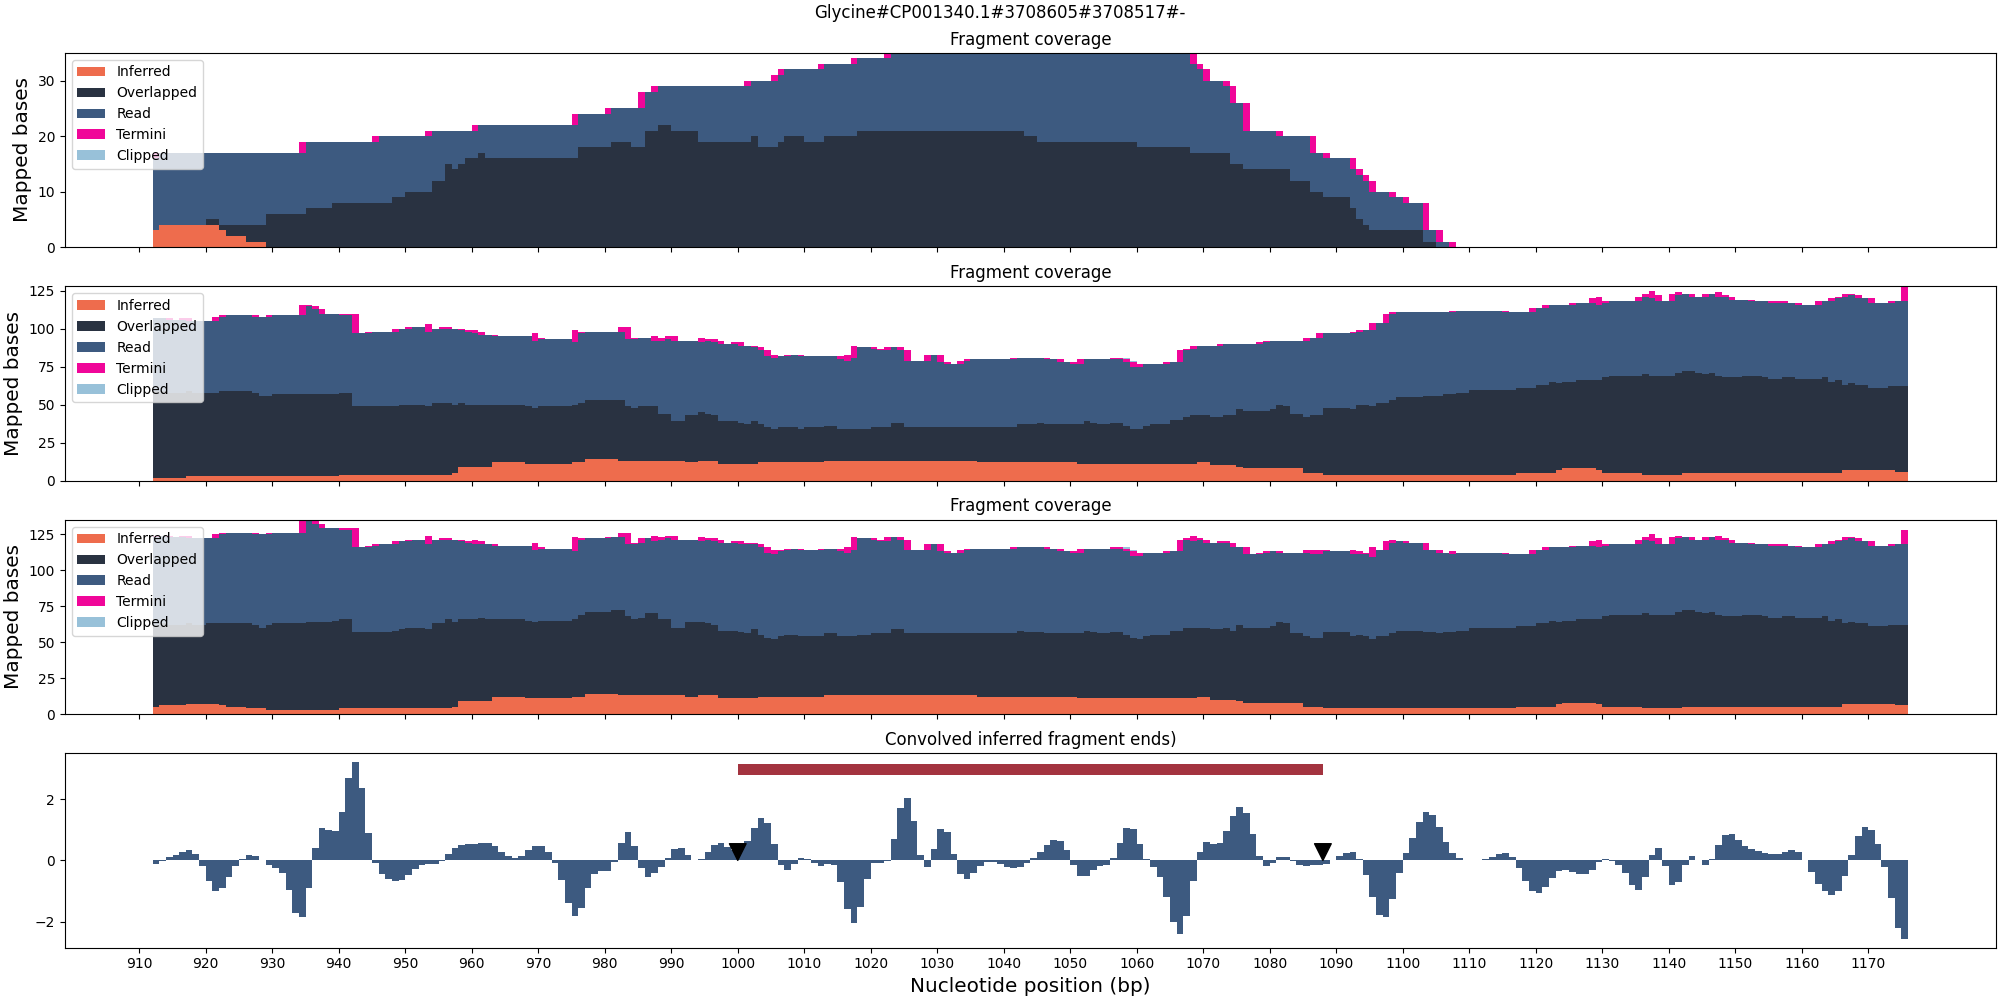 Glycine#CP001340.1#3708605#3708517#-
Fragment coverage
Mapped bases
30
20
10
0
Inferred
Overlapped
Read
Termini
Clipped
Fragment coverage
Mapped bases
125
100
75
50
25
0
Inferred
Overlapped
Read
Termini
Clipped
Fragment coverage
Mapped bases
125
100
75
50
25
0
Inferred
Overlapped
Read
Termini
Clipped
Convolved inferred fragment ends)
2
0
−2
910 920 930 940 950 960 970 980 990 1000 1010 1020 1030 1040 1050 1060 1070 1080 1090 1100 1110 1120 1130 1140 1150 1160 1170
Nucleotide position (bp)